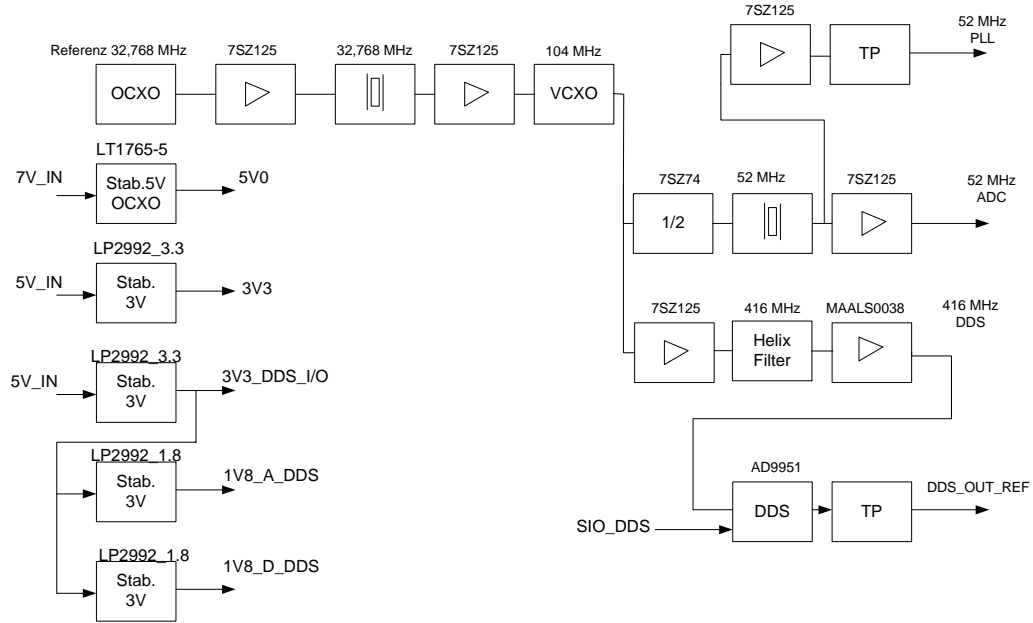 7SZ125
52 MHz
PLL
TP
Referenz 32,768 MHz
7SZ125
32,768 MHz
7SZ125
104 MHz
OCXO
VCXO
LT1765-5
7V_IN
Stab.5V
OCXO
5V0
7SZ74
52 MHz
7SZ125
52 MHz
ADC
1/2
LP2992_3.3
5V_IN
Stab.
3V
3V3
7SZ125
416 MHz
MAALS0038
416 MHz
DDS
Helix
Filter
LP2992_3.3
5V_IN
Stab.
3V
3V3_DDS_I/O
LP2992_1.8
Stab.
3V
1V8_A_DDS
AD9951
DDS
TP
DDS_OUT_REF
SIO_DDS
LP2992_1.8
Stab.
3V
1V8_D_DDS